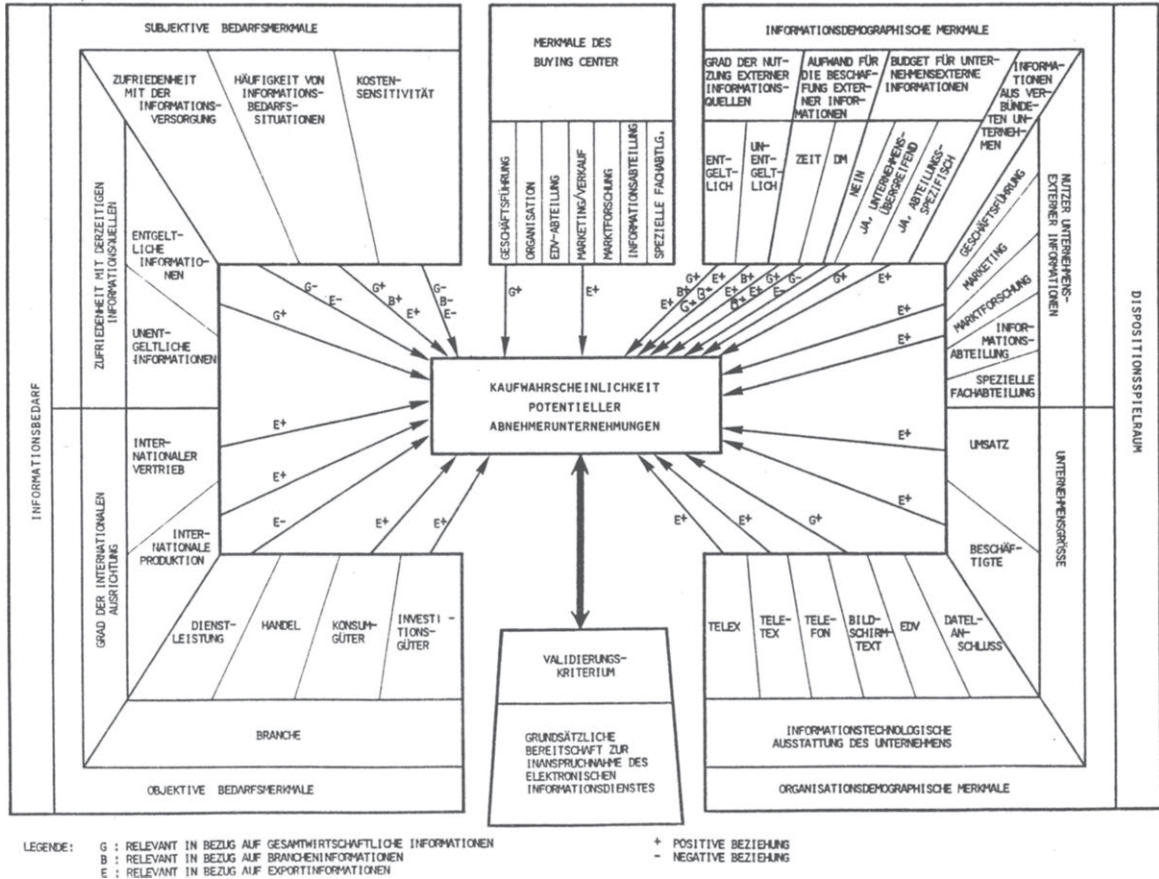 SUBJEKTIVE BEDARFSMERKMALE
ZUFRIEDENHEIT
MIT DER
INFORMATIONS-
VERSORGUNG
HÄUFIGKEIT VON
INFORMATIONS-
BEDARFS-
SITUATIONEN
KOSTEN-
SENSITIVITÄT
MERKMALE DES
BUYING CENTER
GESCHÄFTSFÜHRUNG
ORGANISATION
EDV-ABTEILUNG
MARKETING/VERKAUF
MARKTFORSCHUNG
INFORMATIONSABTEILUNG
SPEZIELLE FACHABTLG.
INFORMATIONSDEMOGRAPHISCHE MERKMALE
GRAD DER NUT-
ZUNG EXTERNER
INFORMATIONS-
QUELLEN
AUFWAND FÜR
DIE BESCHAF-
FUNG EXTER-
NER INFOR-
MATIONEN
BUDGET FÜR UNTER-
NEHMENSEXTERNE
INFORMATIONEN
INFORMA-
TIONEN
AUS VER-
BÜNDE-
TEN UN-
TERNEH-
MEN
ENT-
GELT-
LICH
UN-
ENT-
GELT-
LICH
ZEIT
DM
NEIN
JA, UNTERNEHMENS-
ÜBERGREIFEND
JA, ABTEILUNGS-
SPEZIFISCH
INFORMATIONSBEDARF
ZUFRIEDENHEIT MIT DERZEITIGEN
INFORMATIONSQUELLEN
ENTGELT-
LICHE
INFORMATIO-
NEN
UNENT-
GELTLICHE
INFORMATIONEN
GESCHÄFTSFÜHRUNG
MARKETING
MARKTFORSCHUNG
INFOR-
MATIONS-
ABTEILUNG
SPEZIELLE
FACHABTEILUNG
NUTZER UNTERNEHMENS-
EXTERNER INFORMATIONEN
DISPOSITIONSSPIELRAUM
G+
G-
E-
G+
B+
E+
G-
B-
E-
G+
E+
G+
B+
E+
G+
B+
E+
G+
E+
G-
E-
G+
E+
E+
E+
KAUFWAHRSCHEINLICHKEIT
POTENTIELLER
ABNEHMERUNTERNEHMUNGEN
GRAD DER INTERNATIONALEN
AUSRICHTUNG
INTER-
NATIONALER
VERTRIEB
INTER-
NATIONALE
PRODUKTION
E+
E+
E-
E+
E+
E+
E+
G+
E+
E+
UMSATZ
BESCHÄF-
TIGTE
UNTERNEHMENSGRÖSSE
DIENST-
LEISTUNG
HANDEL
KONSUM-
GÜTER
INVESTI-
TIONS-
GÜTER
BRANCHE
OBJEKTIVE BEDARFSMERKMALE
VALIDIERUNGS-
KRITERIUM
GRUNDSÄTZLICHE
BEREITSCHAFT ZUR
INANSPRUCHNAHME DES
ELEKTRONISCHEN
INFORMATIONSDIENSTES
TELEX
TELE-
TEX
TELE-
FON
BILD-
SCHIRM-
TEXT
EDV
DATEL-
AN-
SCHLUSS
INFORMATIONSTECHNOLOGISCHE
AUSSTATTUNG DES UNTERNEHMENS
ORGANISATIONSDEMOGRAPHISCHE MERKMALE
LEGENDE: G : RELEVANT IN BEZUG AUF GESAMTWIRTSCHAFTLICHE INFORMATIONEN
B : RELEVANT IN BEZUG AUF BRANCHENINFORMATIONEN
E : RELEVANT IN BEZUG AUF EXPORTINFORMATIONEN
+ POSITIVE BEZIEHUNG
- NEGATIVE BEZIEHUNG